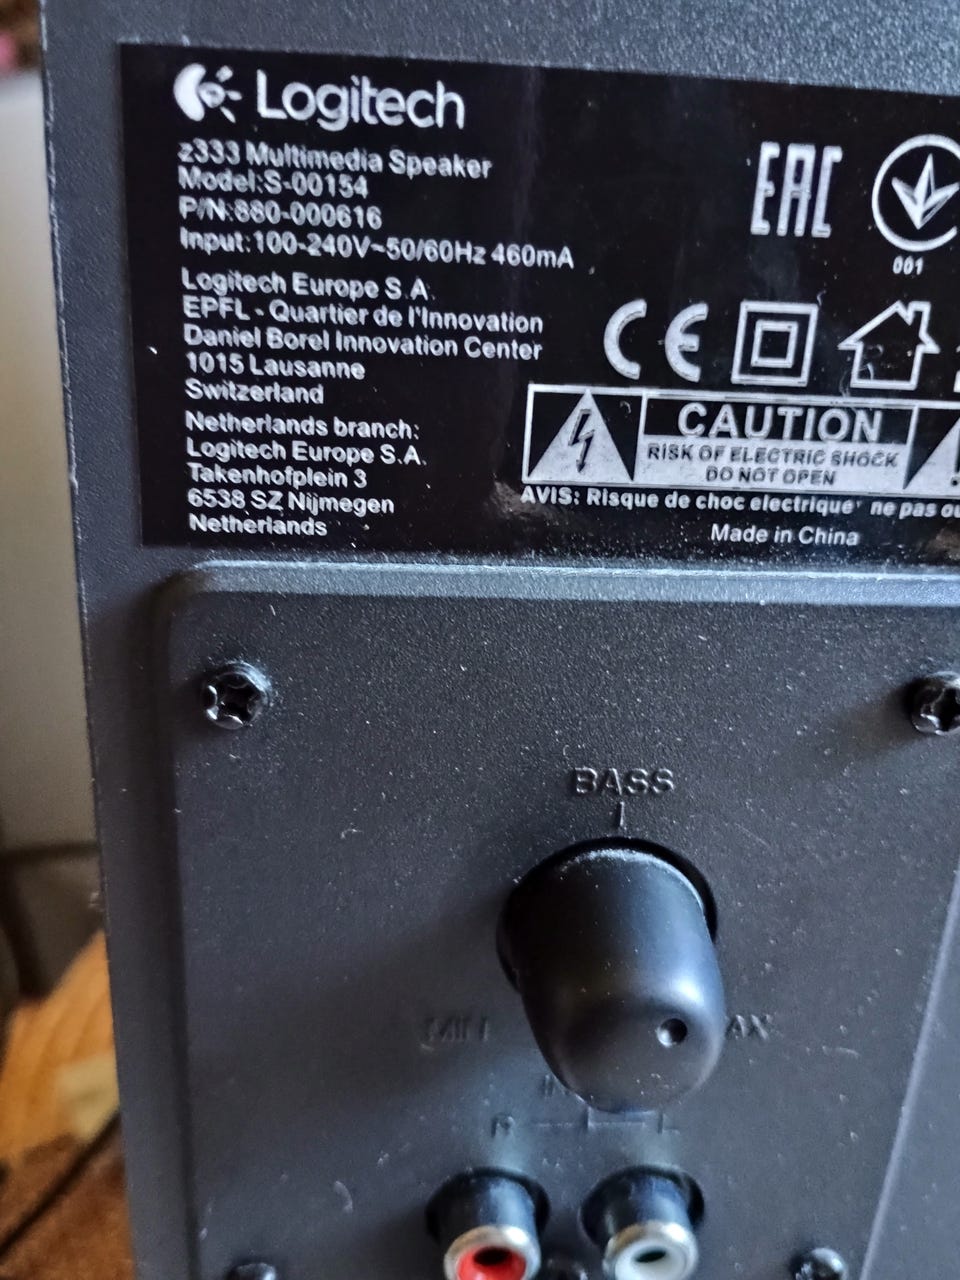 Logitech
z333 Multimedia Speaker
Model:S-00154
P/N:880-000616
Input:100-240V~50/60Hz 460mA
Logitech Europe S.A.
EPFL - Quartier de l'Innovation
Daniel Borel Innovation Center
1015 Lausanne
Switzerland
Netherlands branch:
Logitech Europe S.A.
Takenhofplein 3
6538 SZ Nijmegen
Netherlands
EAC
001
CE
CAUTION
RISK OF ELECTRIC SHOCK
DO NOT OPEN
AVIS: Risque de choc electrique ne pas
Made in China
BASS
MIN
R L